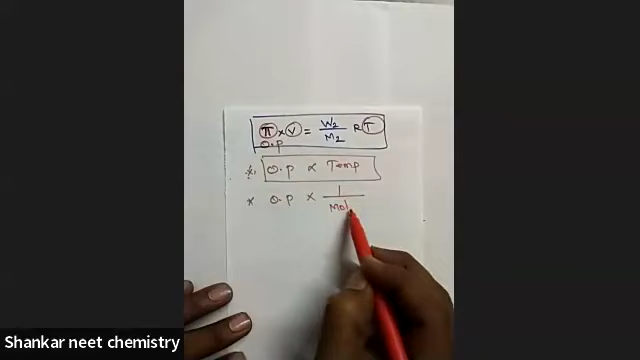 π × V = W₂/M₂ RT
O.P
*. O.P ∝ Temp
* O.P × 1/Mol
Shankar neet chemistry